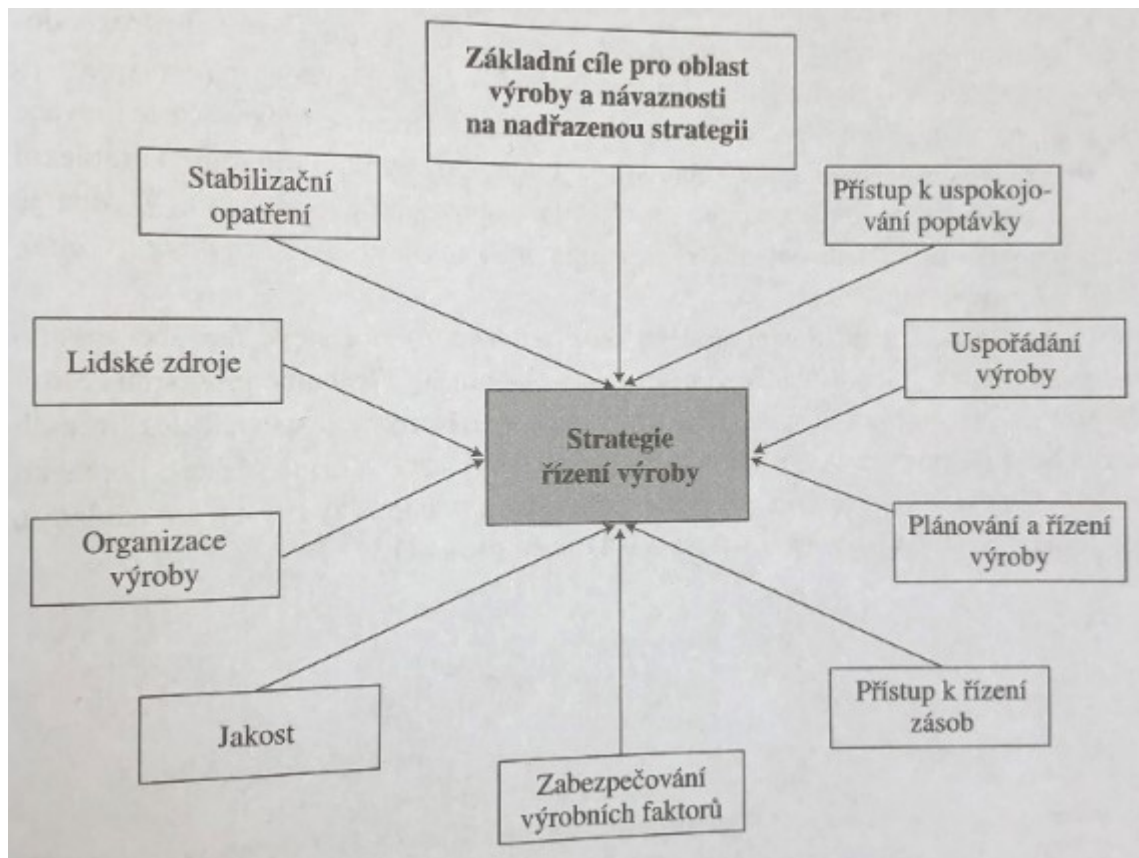 Základní cíle pro oblast
výroby a návaznosti
na nadřazenou strategii
Stabilizační
opatření
Přístup k uspokojo-
vání poptávky
Lidské zdroje
Uspořádání
výroby
Strategie
řízení výroby
Organizace
výroby
Plánování a řízení
výroby
Jakost
Přístup k řízení
zásob
Zabezpečování
výrobních faktorů